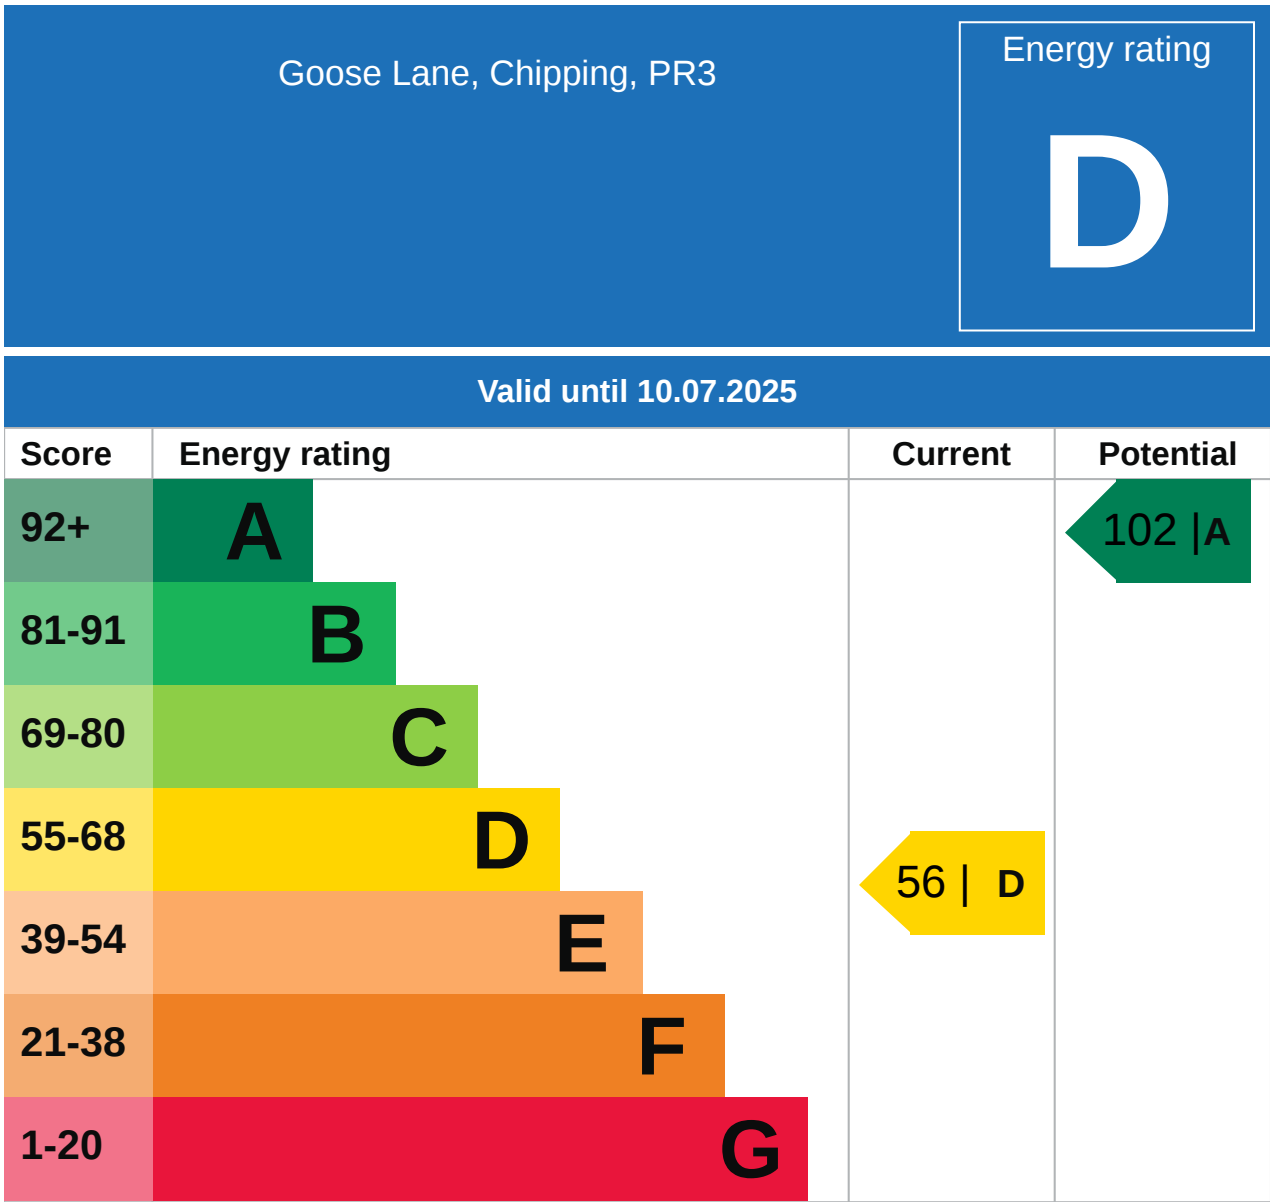 Goose Lane, Chipping, PR3
Energy rating
D
Valid until 10.07.2025
Score Energy rating Current Potential
92+ A 102 |A
81-91 B
69-80 C
55-68 D 56 | D
39-54 E
21-38 F
1-20 G